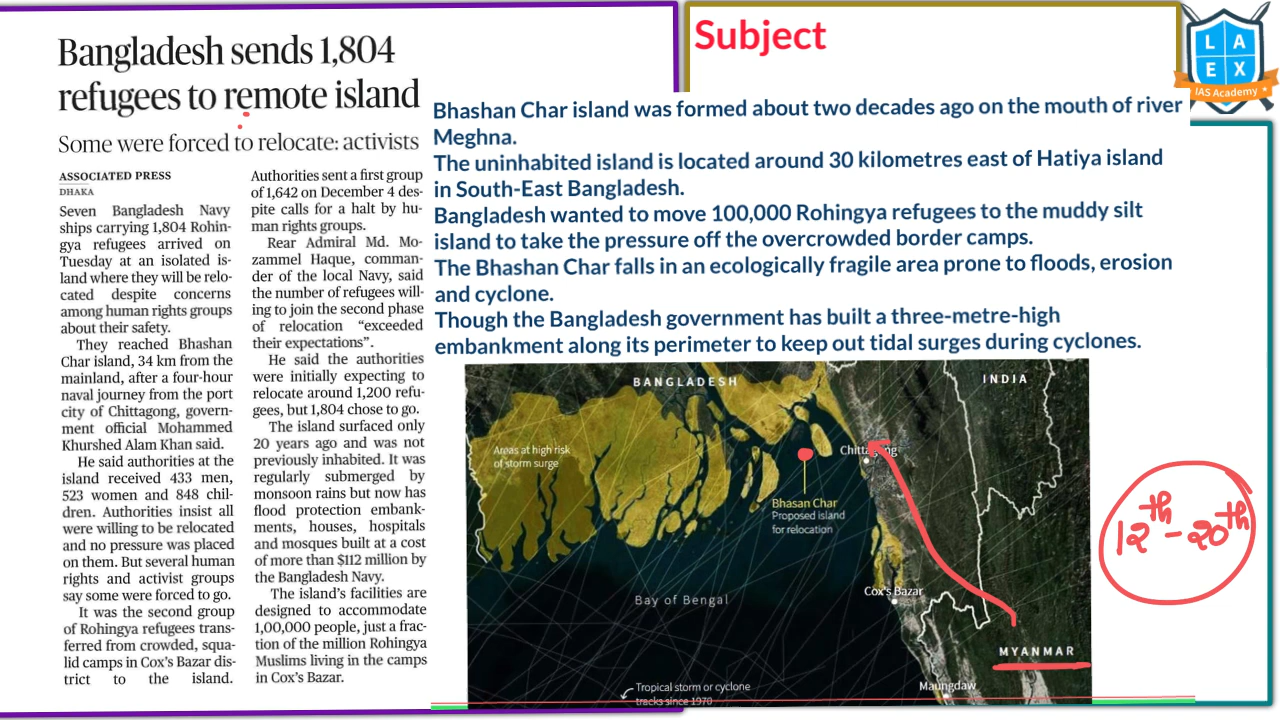 Bangladesh sends 1,804
refugees to remote island
Some were forced to relocate: activists
ASSOCIATED PRESS
DHAKA
Seven Bangladesh Navy
ships carrying 1,804 Rohin-
gya refugees arrived on
Tuesday at an isolated is-
land where they will be relo-
cated despite concerns
among human rights groups
about their safety.
They reached Bhashan
Char island, 34 km from the
mainland, after a four-hour
naval journey from the port
city of Chittagong, govern-
ment official Mohammed
Khurshed Alam Khan said.
He said authorities at the
island received 433 men,
523 women and 848 chil-
dren. Authorities insist all
were willing to be relocated
and no pressure was placed
on them. But several human
rights and activist groups
say some were forced to go.
It was the second group
of Rohingya refugees trans-
ferred from crowded, squa-
lid camps in Cox's Bazar dis-
trict to the island.
Authorities sent a first group
of 1,642 on December 4 des-
pite calls for a halt by hu-
man rights groups.
Rear Admiral Md. Mo-
zammel Haque, comman-
der of the local Navy, said
the number of refugees will-
ing to join the second phase
of relocation “exceeded
their expectations”.
He said the authorities
were initially expecting to
relocate around 1,200 refu-
gees, but 1,804 chose to go.
The island surfaced only
20 years ago and was not
previously inhabited. It was
regularly submerged by
monsoon rains but now has
flood protection embank-
ments, houses, hospitals
and mosques built at a cost
of more than $112 million by
the Bangladesh Navy.
The island's facilities are
designed to accommodate
1,00,000 people, just a frac-
tion of the million Rohingya
Muslims living in the camps
in Cox's Bazar.
Subject
L A
E X
IAS Academy
Bhashan Char island was formed about two decades ago on the mouth of river
Meghna.
The uninhabited island is located around 30 kilometres east of Hatiya island
in South-East Bangladesh.
Bangladesh wanted to move 100,000 Rohingya refugees to the muddy silt
island to take the pressure off the overcrowded border camps.
The Bhashan Char falls in an ecologically fragile area prone to floods, erosion
and cyclone.
Though the Bangladesh government has built a three-metre-high
embankment along its perimeter to keep out tidal surges during cyclones.
BANGLADESH
INDIA
Areas at high risk
of storm surge
Chittagong
Bhasan Char
Proposed island
for relocation
Bay of Bengal
Cox's Bazar
MYANMAR
Maungdaw
Tropical storm or cyclone
tracks since 1970
12th - 20th